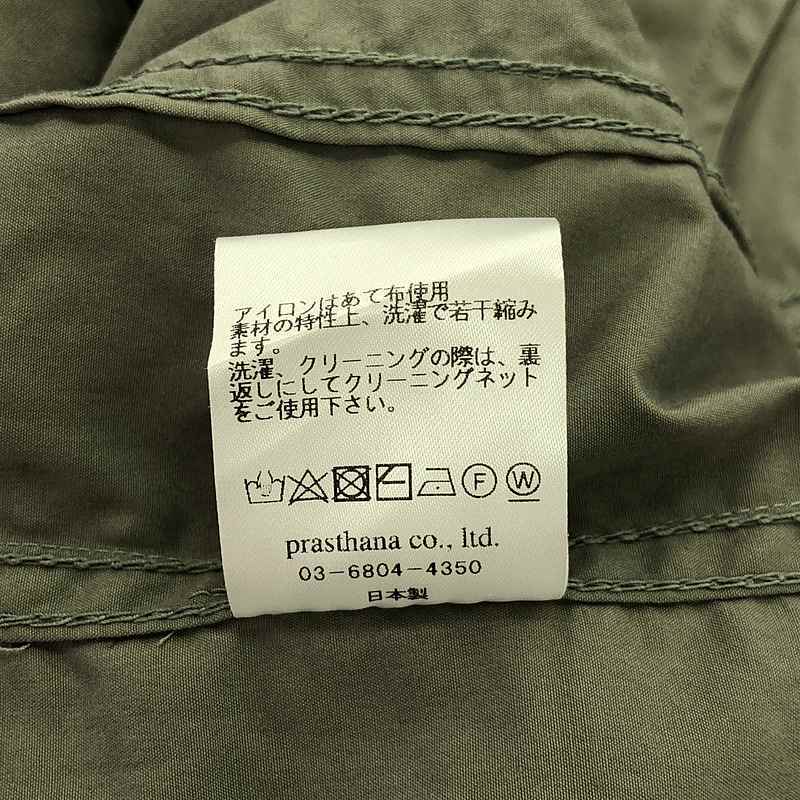 アイロンはあて布使用
素材の特性上、洗濯で若干縮み
ます。
洗濯、クリーニングの際は、裏
返しにしてクリーニングネット
をご使用下さい。
F W
prasthana co., ltd.
03-6804-4350
日本製